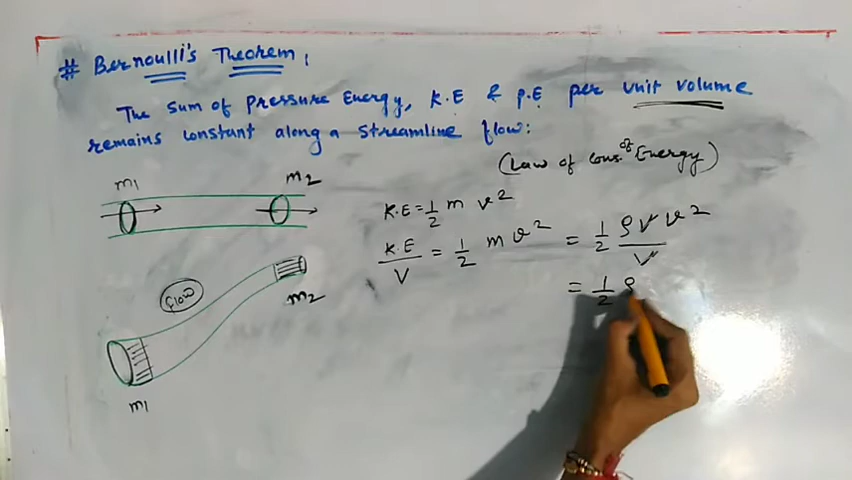 # Bernoulli's Theorem,
The sum of Pressure Energy, K.E & P.E per unit volume
remains constant along a streamline flow:
(Law of cons. of Energy)
m1 m2
K.E = 1/2 m v²
K.E/V = 1/2 m v² = 1/2 ρV v²/V
= 1/2 ρ
flow
m2
m1